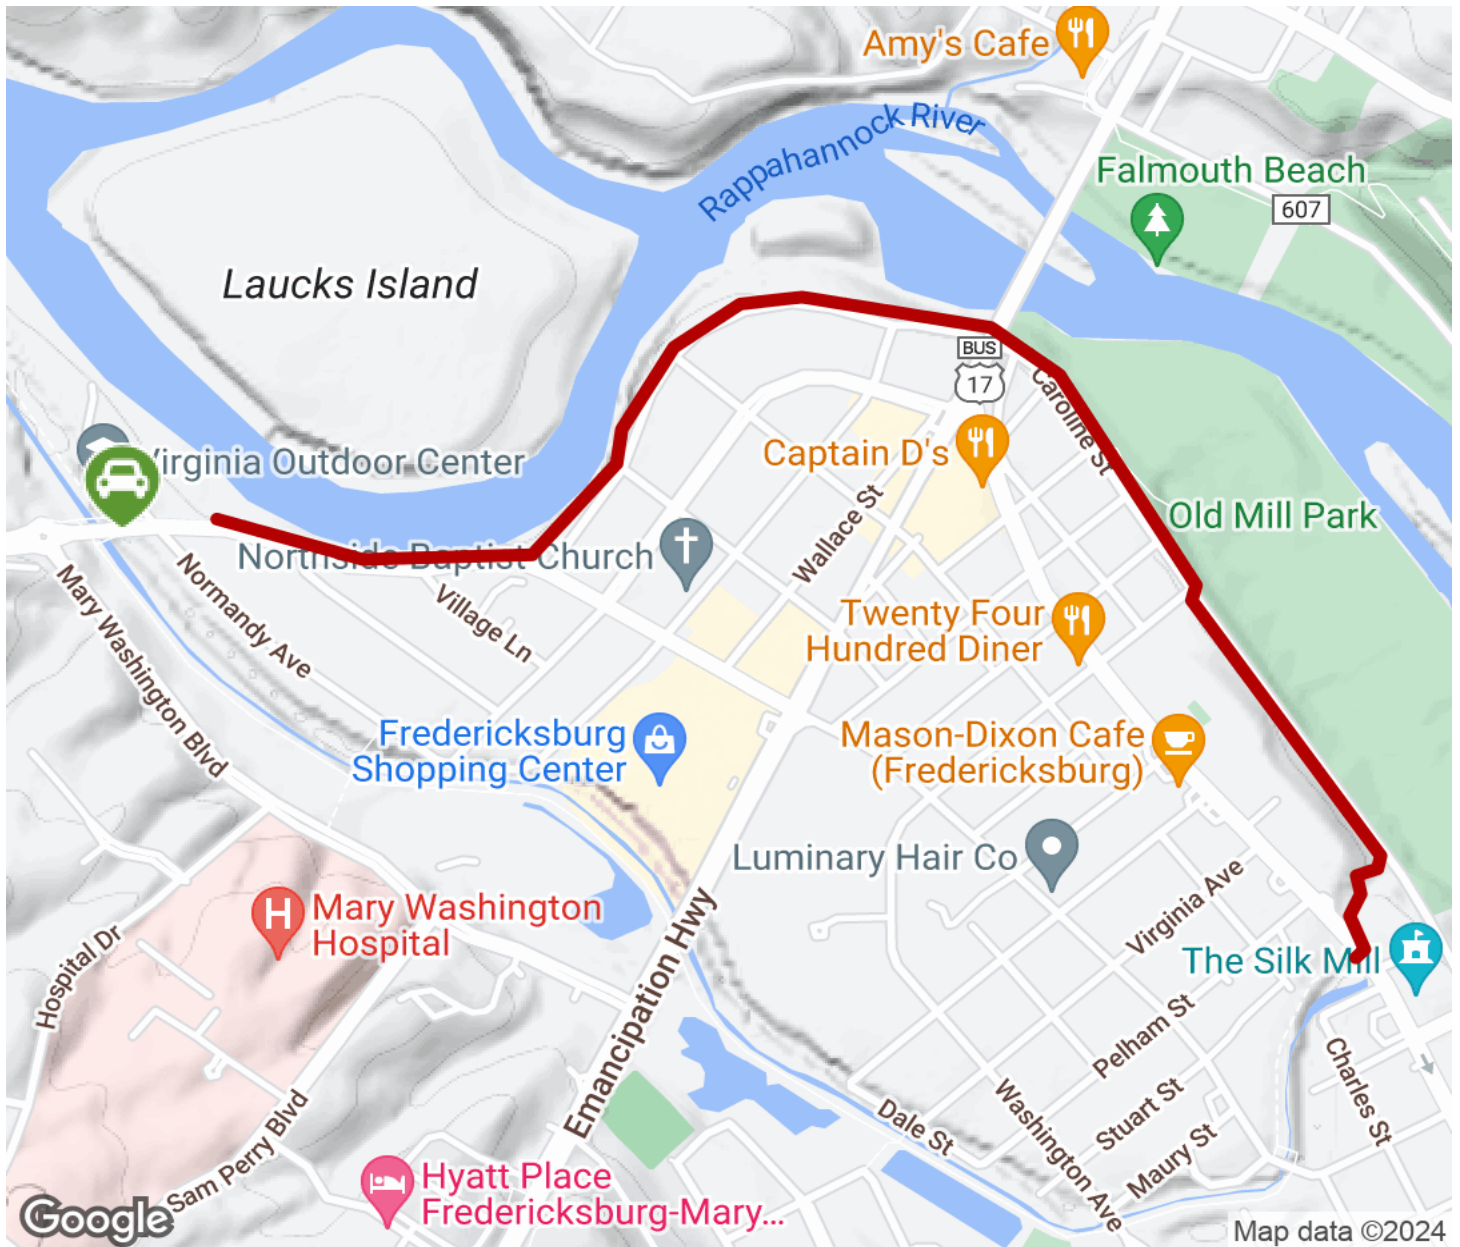 Amy's Cafe
Rappahannock River
Falmouth Beach
607
Laucks Island
BUS
17
Caroline St
Captain D's
Virginia Outdoor Center
Wallace St
Old Mill Park
Northside Baptist Church
Mary Washington Blvd
Normandy Ave
Village Ln
Twenty Four
Hundred Diner
Fredericksburg
Shopping Center
Mason-Dixon Cafe
(Fredericksburg)
Luminary Hair Co
Virginia Ave
H
Mary Washington
Hospital
Hospital Dr
Emancipation Hwy
The Silk Mill
Pelham St
Charles St
Stuart St
Washington Ave
Maury St
Dale St
Sam Perry Blvd
Hyatt Place
Fredericksburg-Mary...
Google
Map data ©2024